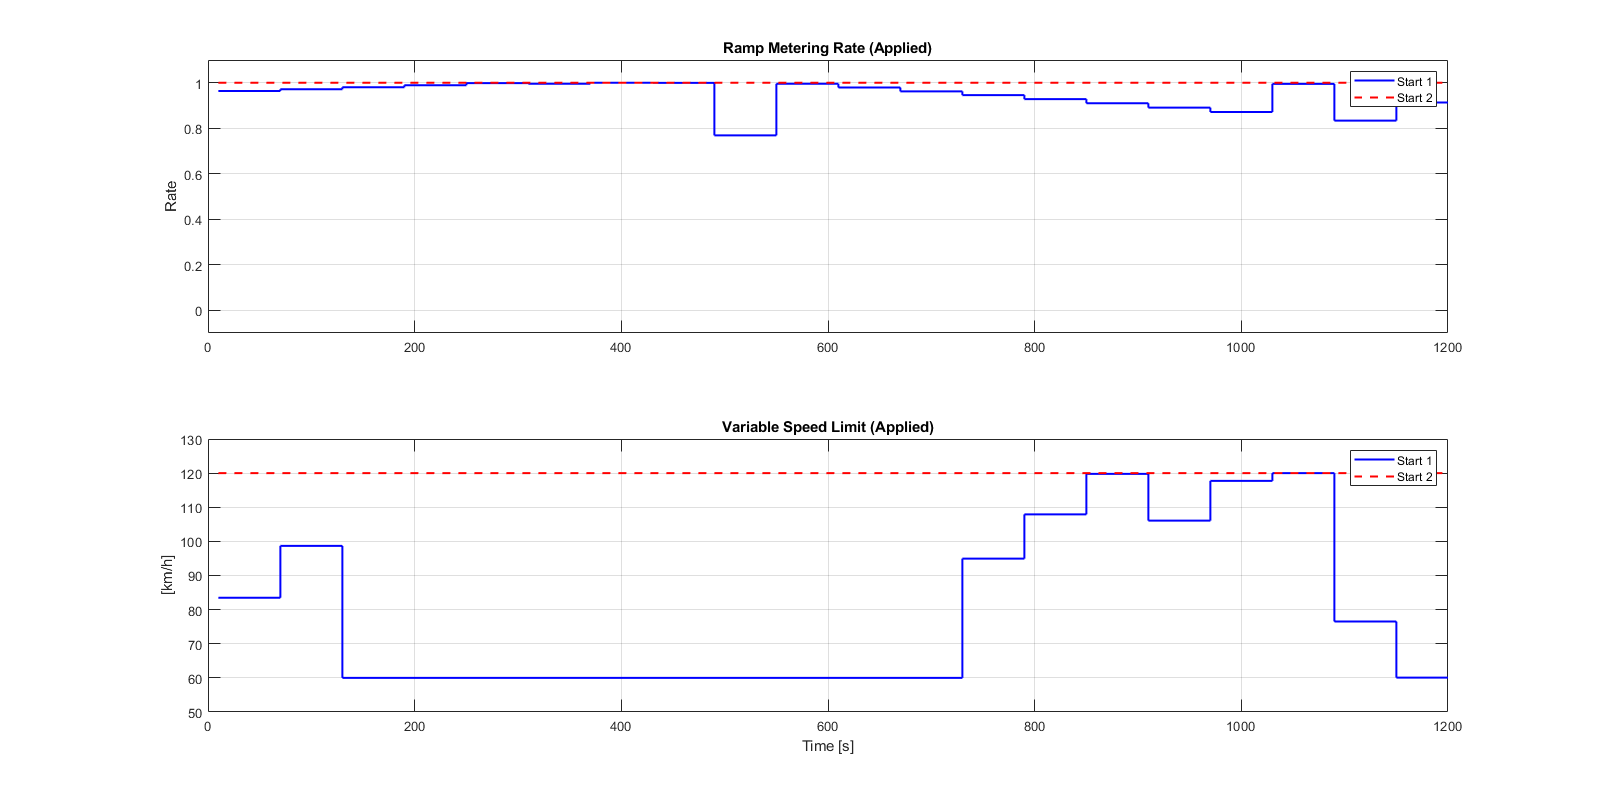 Ramp Metering Rate (Applied)
1
0.8
0.6
0.4
0.2
0
Rate
Start 1
Start 2
0 200 400 600 800 1000 1200
Variable Speed Limit (Applied)
130
120
110
100
90
80
70
60
50
[km/h]
Start 1
Start 2
0 200 400 600 800 1000 1200
Time [s]